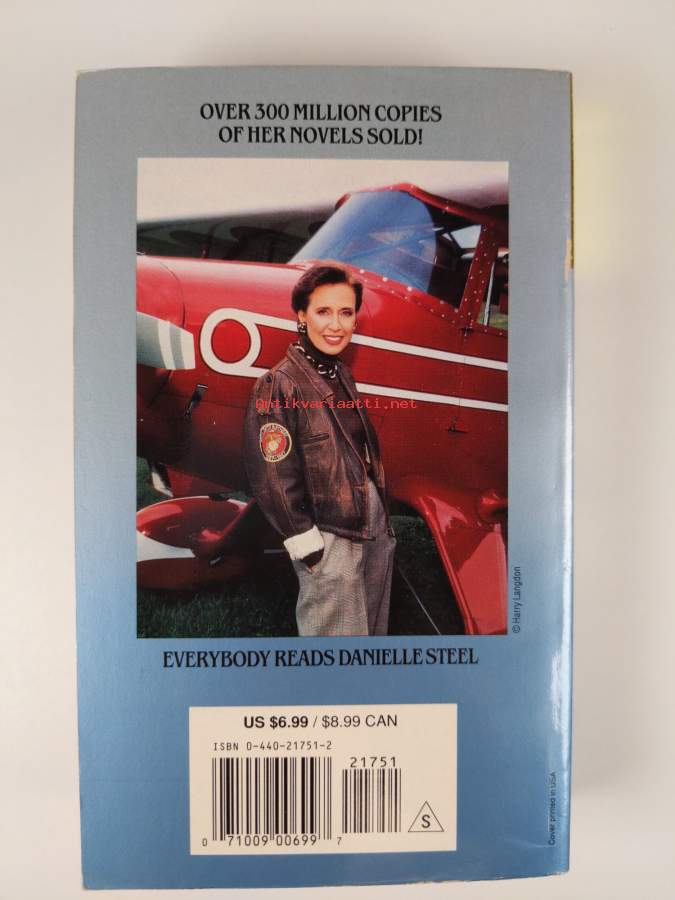 OVER 300 MILLION COPIES
OF HER NOVELS SOLD!
Antikvariaatti.net
© Harry Langdon
EVERYBODY READS DANIELLE STEEL
US $6.99 / $8.99 CAN
ISBN 0-440-21751-2
21751
S
0 71009 00699 7
Cover printed in USA